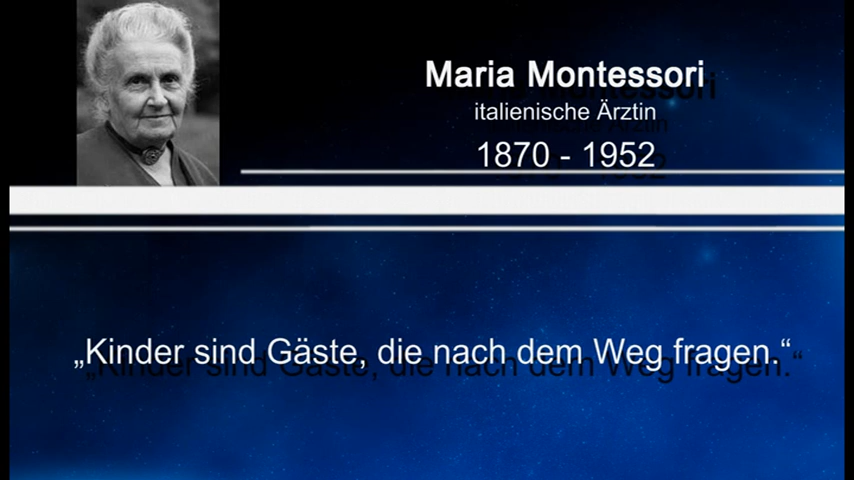 Maria Montessori
italienische Ärztin
1870 - 1952
„Kinder sind Gäste, die nach dem Weg fragen.“